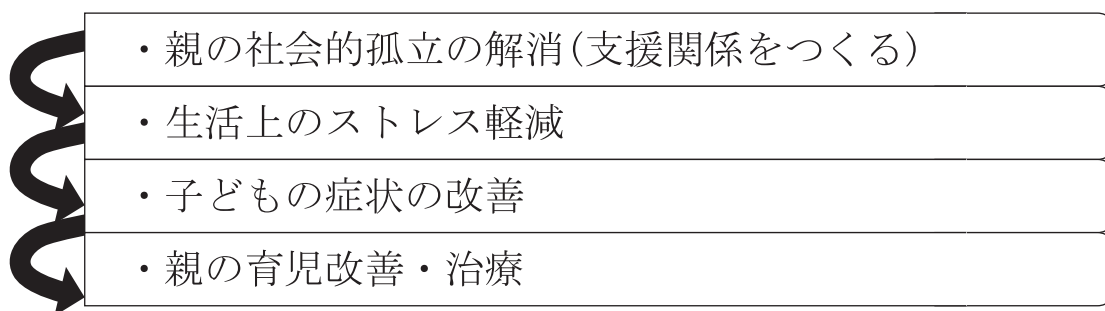 ・親の社会的孤立の解消(支援関係をつくる)
・生活上のストレス軽減
・子どもの症状の改善
・親の育児改善・治療